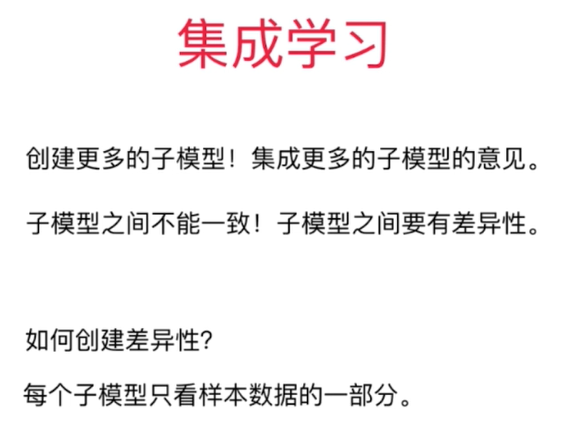 集成学习
创建更多的子模型！集成更多的子模型的意见。
子模型之间不能一致！子模型之间要有差异性。
如何创建差异性？
每个子模型只看样本数据的一部分。